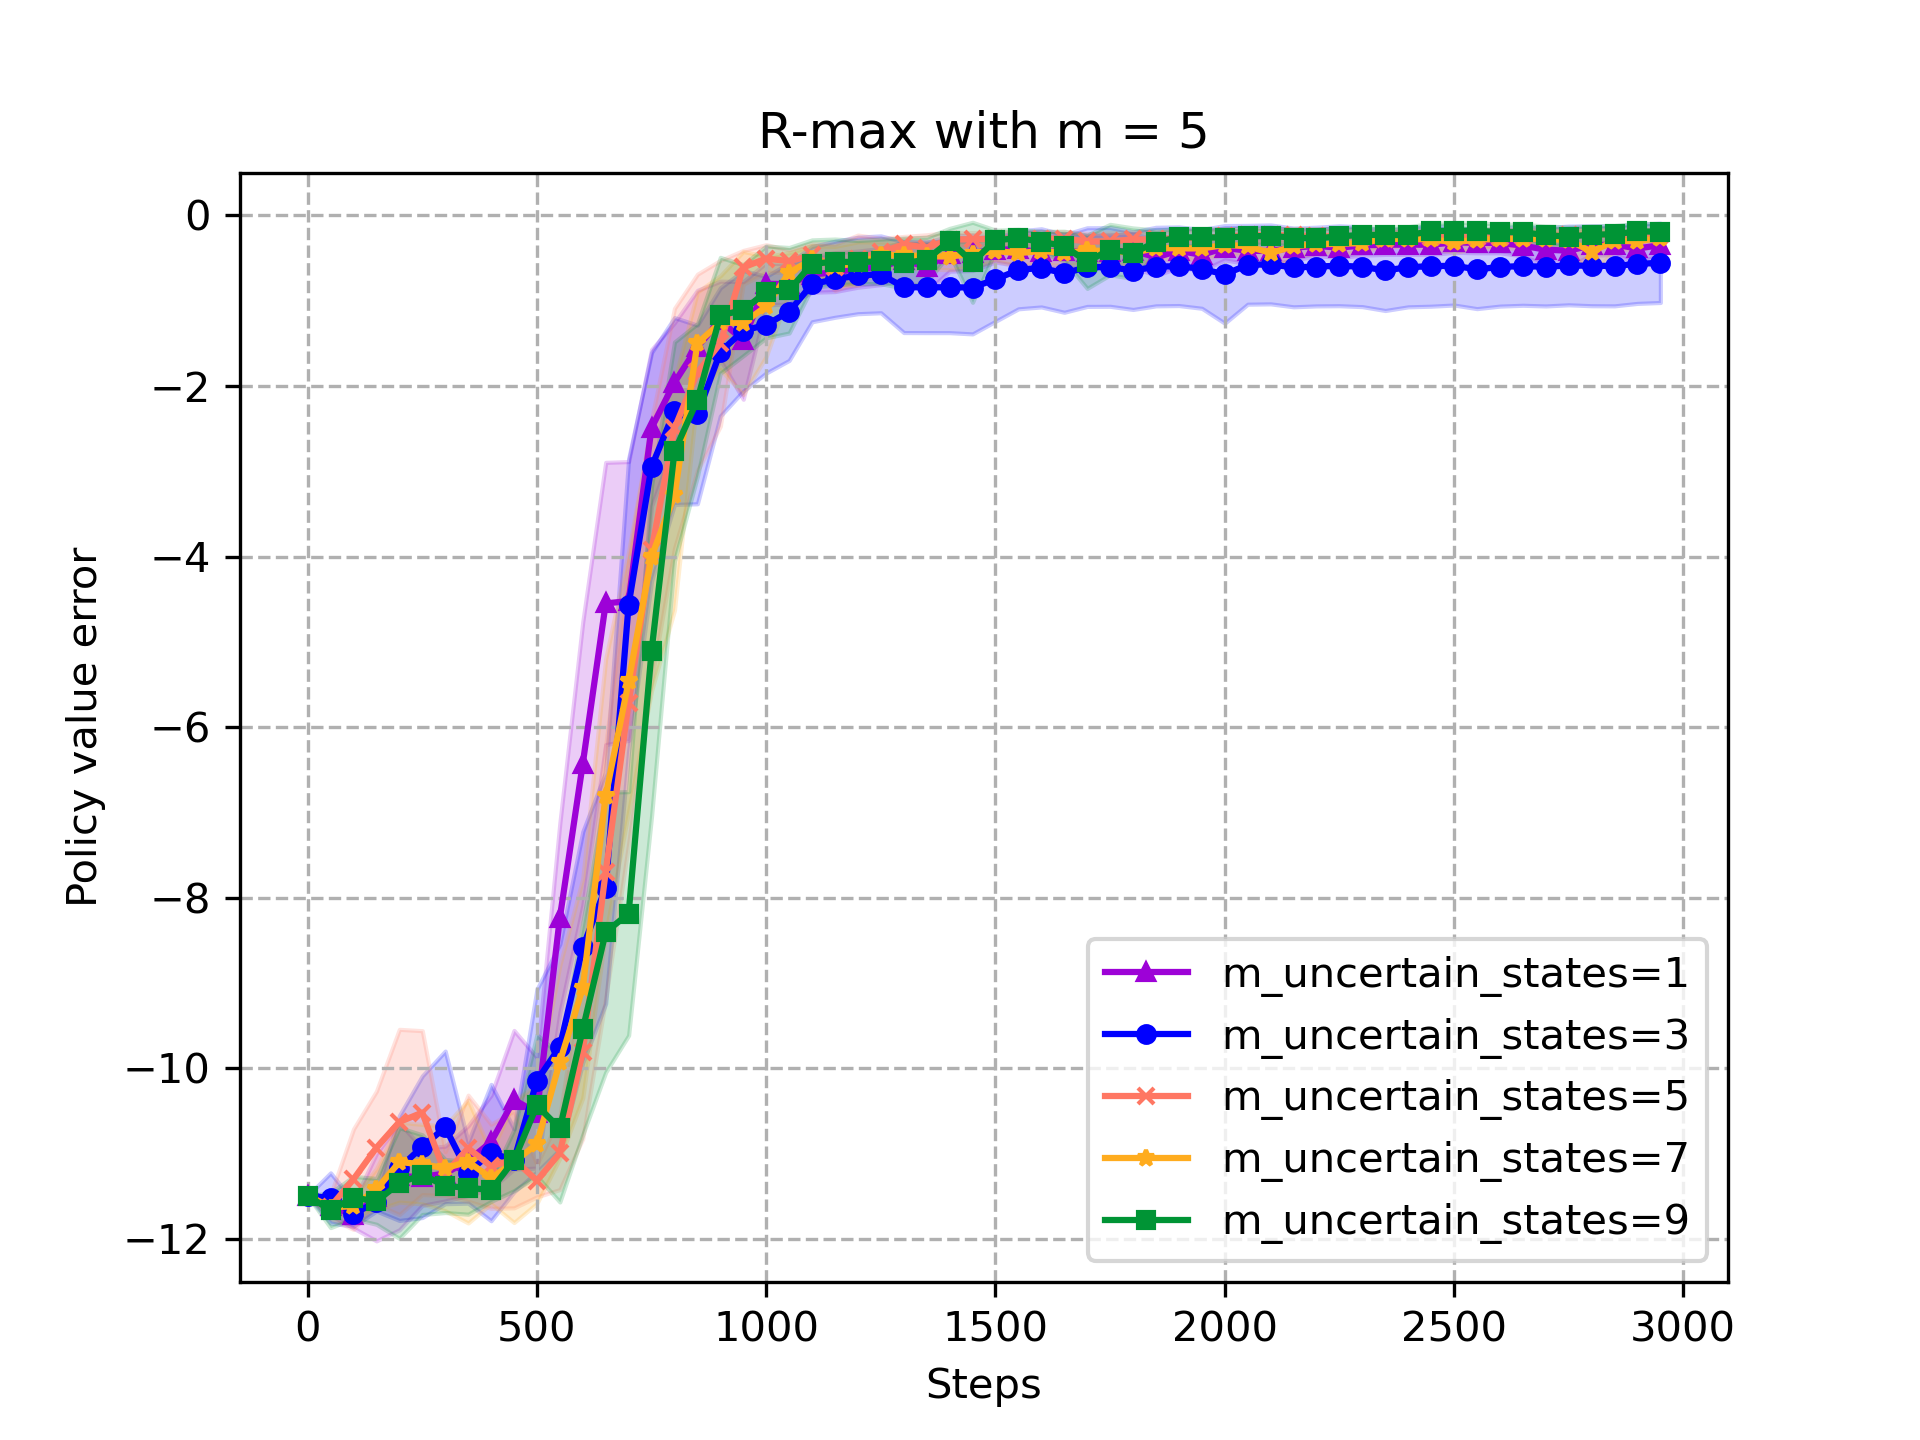 R-max with m = 5
Policy value error
0
−2
−4
−6
−8
−10
−12
0 500 1000 1500 2000 2500 3000
Steps
m_uncertain_states=1
m_uncertain_states=3
m_uncertain_states=5
m_uncertain_states=7
m_uncertain_states=9